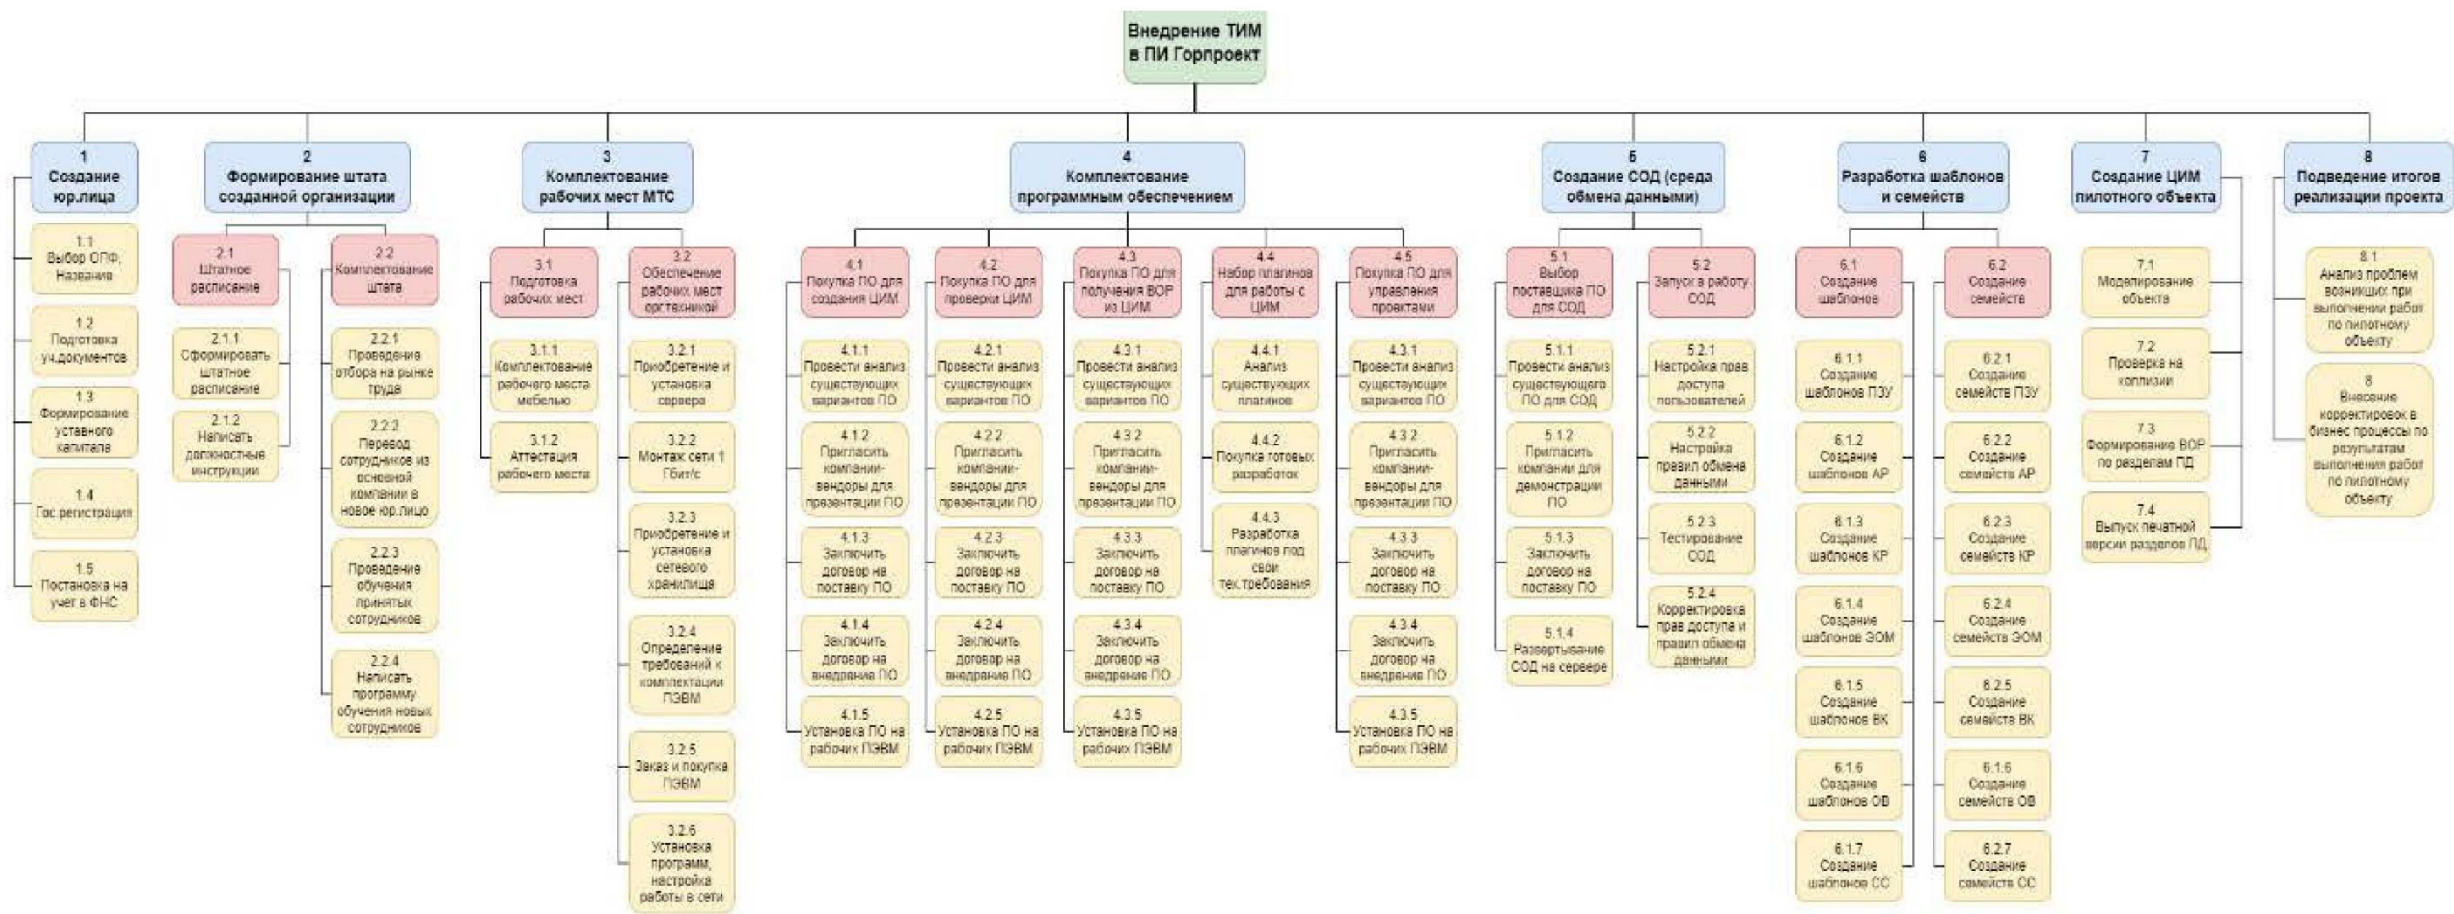 Внедрение ТИМ
в ПИ Горпроект
1
Создание
юр.лица
1.1
Выбор ОПФ,
Название
1.2
Подготовка
уч.документов
1.3
Формирование
уставного
капитала
1.4
Гос.регистрация
1.5
Постановка на
учет в ФНС
2
Формирование штата
созданной организации
2.1
Штатное
расписание
2.1.1
Сформировать
штатное
расписание
2.1.2
Написать
должностные
инструкции
2.2
Комплектование
штата
2.2.1
Проведение
отбора на рынке
труда
2.2.2
Перевод
сотрудников из
основной
компании в
новое юр.лицо
2.2.3
Проведение
обучения
принятых
сотрудников
2.2.4
Написать
программу
обучения новых
сотрудников
3
Комплектование
рабочих мест МТС
3.1
Подготовка
рабочих мест
3.1.1
Комплектование
рабочего места
мебелью
3.1.2
Аттестация
рабочего места
3.2
Обеспечение
рабочих мест
оргтехникой
3.2.1
Приобретение и
установка
сервера
3.2.2
Монтаж сети 1
Гбит/с
3.2.3
Приобретение и
установка
сетевого
хранилища
3.2.4
Определение
требований к
комплектации
ПЭВМ
3.2.5
Заказ и покупка
ПЭВМ
3.2.6
Установка
программ,
настройка
работы в сети
4
Комплектование
программным обеспечением
4.1
Покупка ПО для
создания ЦИМ
4.1.1
Провести анализ
существующих
вариантов ПО
4.1.2
Пригласить
компании-
вендоры для
презентации ПО
4.1.3
Заключить
договор на
поставку ПО
4.1.4
Заключить
договор на
внедрение ПО
4.1.5
Установка ПО на
рабочих ПЭВМ
4.2
Покупка ПО для
проверки ЦИМ
4.2.1
Провести анализ
существующих
вариантов ПО
4.2.2
Пригласить
компании-
вендоры для
презентации ПО
4.2.3
Заключить
договор на
поставку ПО
4.2.4
Заключить
договор на
внедрение ПО
4.2.5
Установка ПО на
рабочих ПЭВМ
4.3
Покупка ПО для
получения ВОР
из ЦИМ
4.3.1
Провести анализ
существующих
вариантов ПО
4.3.2
Пригласить
компании-
вендоры для
презентации ПО
4.3.3
Заключить
договор на
поставку ПО
4.3.4
Заключить
договор на
внедрение ПО
4.3.5
Установка ПО на
рабочих ПЭВМ
4.4
Набор плагинов
для работы с
ЦИМ
4.4.1
Анализ
существующих
плагинов
4.4.2
Покупка готовых
разработок
4.4.3
Разработка
плагинов под
свои
тех.требования
4.5
Покупка ПО для
управления
проектами
4.3.1
Провести анализ
существующих
вариантов ПО
4.3.2
Пригласить
компании-
вендоры для
презентации ПО
4.3.3
Заключить
договор на
поставку ПО
4.3.4
Заключить
договор на
внедрение ПО
4.3.5
Установка ПО на
рабочих ПЭВМ
5
Создание СОД (среда
обмена данными)
5.1
Выбор
поставщика ПО
для СОД
5.1.1
Провести анализ
существующего
ПО для СОД
5.1.2
Пригласить
компании для
демонстрации
ПО
5.1.3
Заключить
договор на
поставку ПО
5.1.4
Развертывание
СОД на сервере
5.2
Запуск в работу
СОД
5.2.1
Настройка прав
доступа
пользователей
5.2.2
Настройка
правил обмена
данными
5.2.3
Тестирование
СОД
5.2.4
Корректировка
прав доступа и
правил обмена
данными
6
Разработка шаблонов
и семейств
6.1
Создание
шаблонов
6.1.1
Создание
шаблонов ПЗУ
6.1.2
Создание
шаблонов АР
6.1.3
Создание
шаблонов КР
6.1.4
Создание
шаблонов ЭОМ
6.1.5
Создание
шаблонов ВК
6.1.6
Создание
шаблонов ОВ
6.1.7
Создание
шаблонов СС
6.2
Создание
семейств
6.2.1
Создание
семейств ПЗУ
6.2.2
Создание
семейств АР
6.2.3
Создание
семейств КР
6.2.4
Создание
семейств ЭОМ
6.2.5
Создание
семейств ВК
6.1.6
Создание
семейств ОВ
6.2.7
Создание
семейств СС
7
Создание ЦИМ
пилотного объекта
7.1
Моделирование
объекта
7.2
Проверка на
коллизии
7.3
Формирование ВОР
по разделам ПД
7.4
Выпуск печатной
версии разделов ПД
8
Подведение итогов
реализации проекта
8.1
Анализ проблем
возникших при
выполнении работ
по пилотному
объекту
8
Внесение
корректировок в
бизнес процессы по
результатам
выполнения работ
по пилотному
объекту